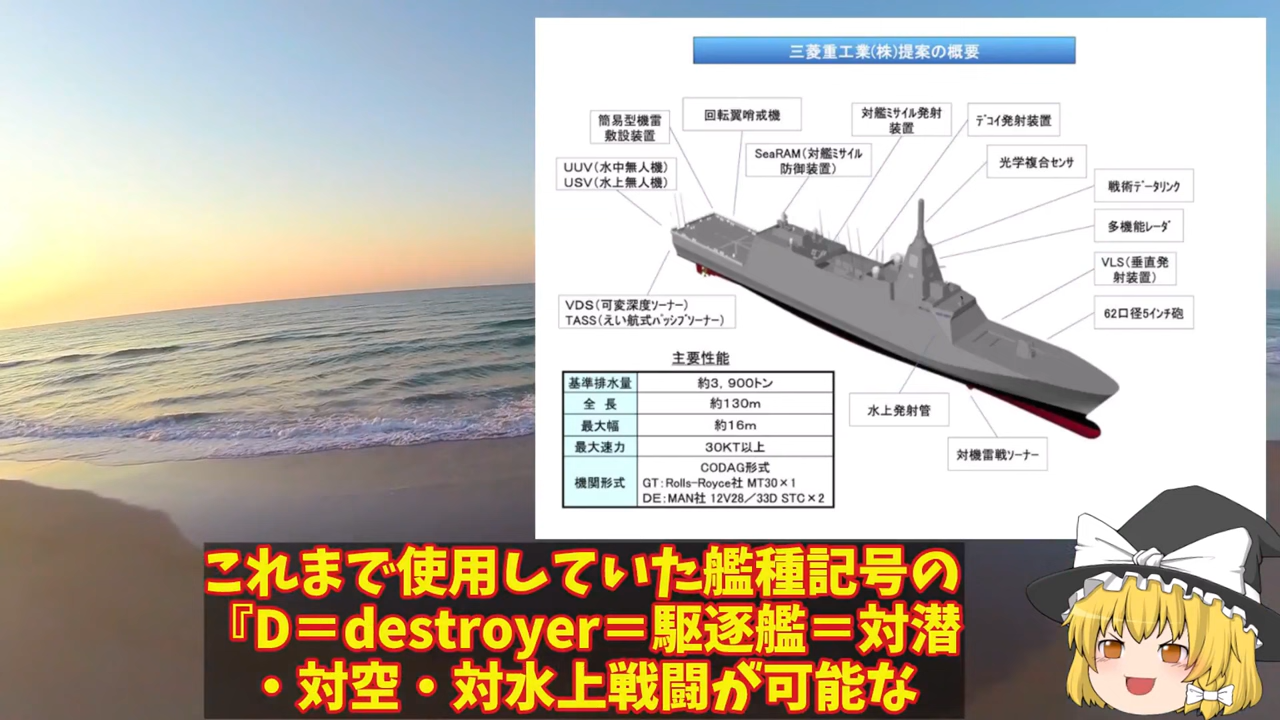 三菱重工業(株)提案の概要
簡易型機雷
敷設装置
回転翼哨戒機
対艦ﾐｻｲﾙ発射
装置
ﾃﾞｺｲ発射装置
UUV(水中無人機)
USV(水上無人機)
SeaRAM(対艦ﾐｻｲﾙ
防御装置)
光学複合ｾﾝｻ
戦術ﾃﾞｰﾀﾘﾝｸ
多機能ﾚｰﾀﾞ
VLS(垂直発
射装置)
62口径5ｲﾝﾁ砲
VDS(可変深度ｿｰﾅｰ)
TASS(えい航式ﾊﾟｯｼﾌﾞｿｰﾅｰ)
水上発射管
対機雷戦ｿｰﾅｰ
主要性能
基準排水量 約3,900トン
全 長 約130m
最大幅 約16m
最大速力 30KT以上
機関形式 CODAG形式
GT:Rolls-Royce社 MT30×1
DE:MAN社 12V28/33D STC×2
これまで使用していた艦種記号の
『D＝destroyer＝駆逐艦＝対潜
・対空・対水上戦闘が可能な